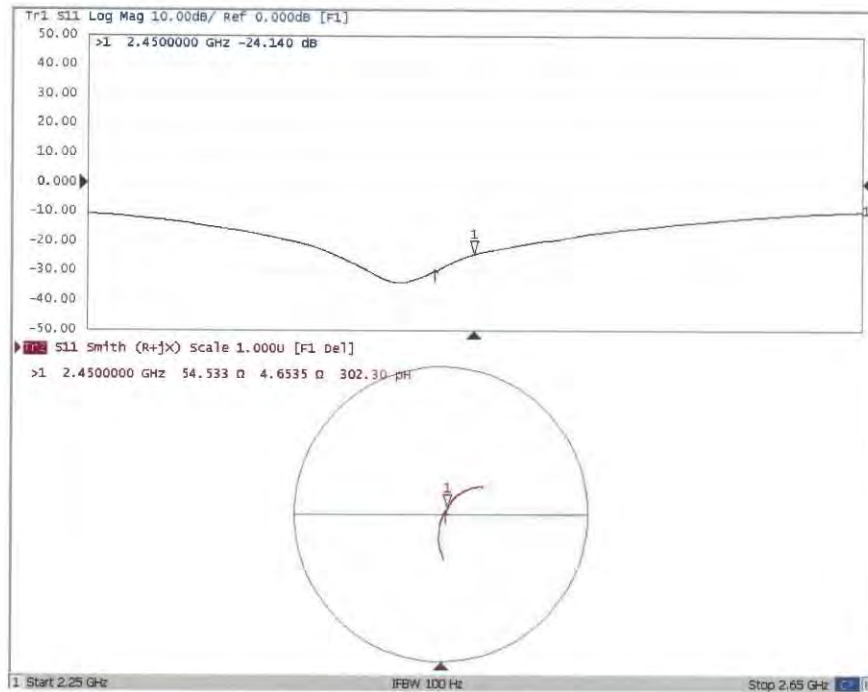 Tr1 S11 Log Mag 10.00dB/ Ref 0.000dB [F1]
50.00
>1 2.4500000 GHz -24.140 dB
40.00
30.00
20.00
10.00
0.000
-10.00
1
-20.00
1
-30.00
-40.00
-50.00
Tr2 S11 Smith (R+jX) Scale 1.000U [F1 Del]
>1 2.4500000 GHz 54.533 Ω 4.6535 Ω 302.30 pH
1
1 Start 2.25 GHz IFBW 100 Hz Stop 2.65 GHz